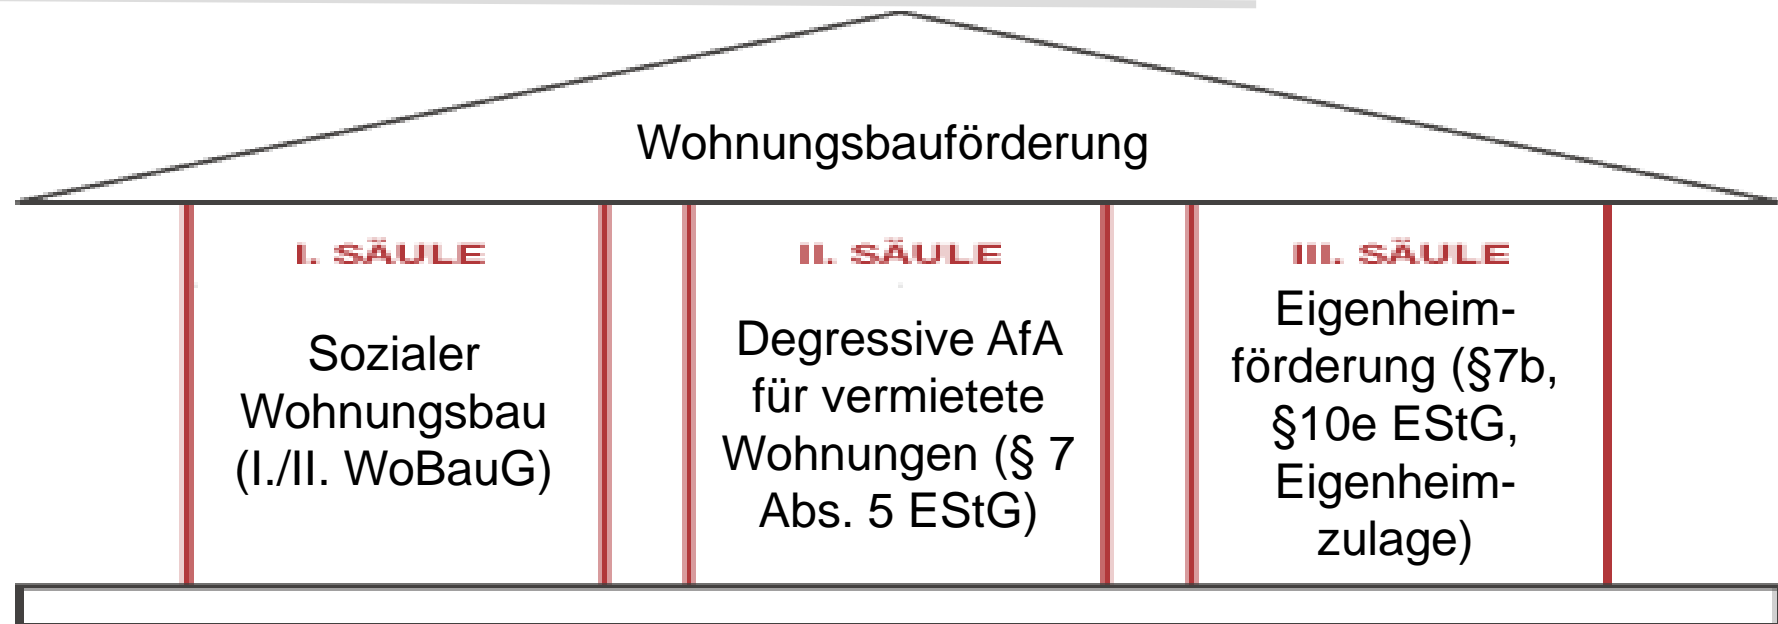 Wohnungsbauförderung
I. SÄULE
Sozialer
Wohnungsbau
(I./II. WoBauG)
II. SÄULE
Degressive AfA
für vermietete
Wohnungen (§ 7
Abs. 5 EStG)
III. SÄULE
Eigenheim-
förderung (§7b,
§10e EStG,
Eigenheim-
zulage)